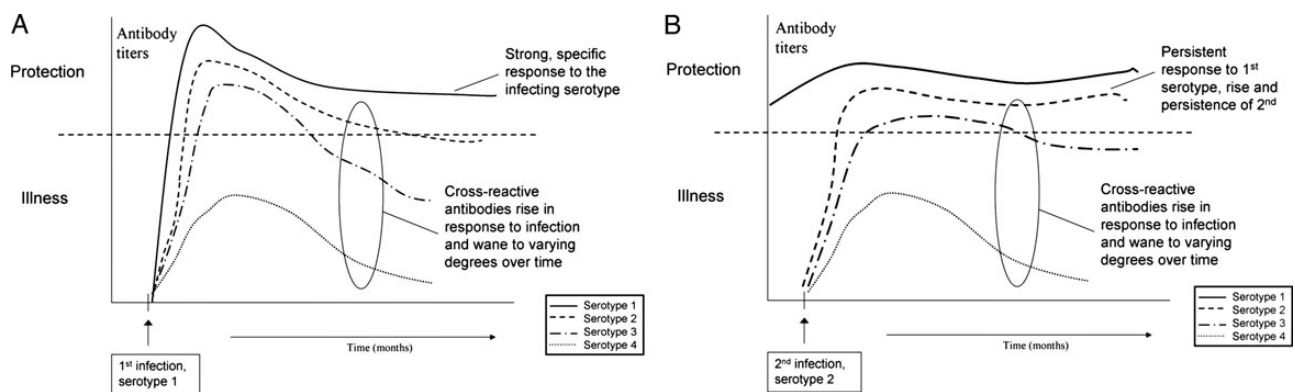 A
Antibody
titers
Protection
Illness
Strong, specific
response to the
infecting serotype
Cross-reactive
antibodies rise in
response to infection
and wane to varying
degrees over time
Serotype 1
Serotype 2
Serotype 3
Serotype 4
Time (months)
1st infection,
serotype 1
B
Antibody
titers
Protection
Illness
Persistent
response to 1st
serotype, rise and
persistence of 2nd
Cross-reactive
antibodies rise in
response to infection
and wane to varying
degrees over time
Serotype 1
Serotype 2
Serotype 3
Serotype 4
Time (months)
2nd infection,
serotype 2